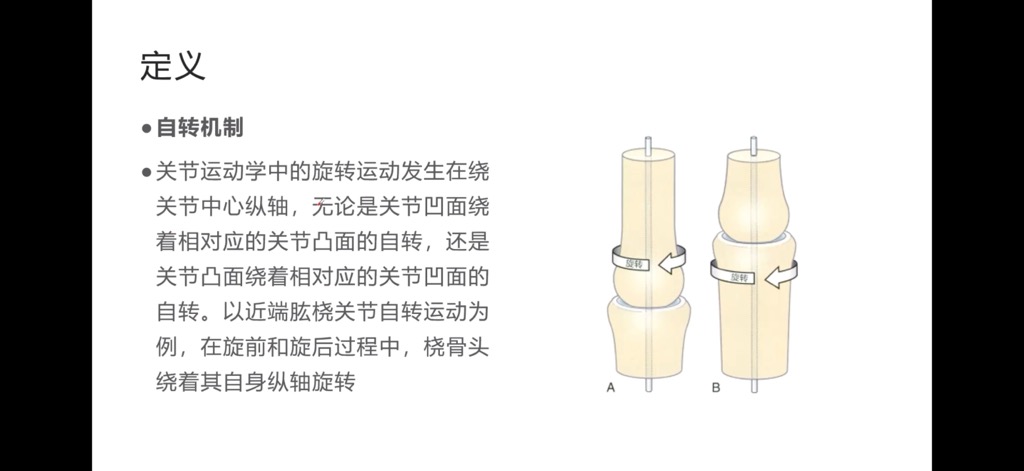 定义
●自转机制
●关节运动学中的旋转运动发生在绕
关节中心纵轴，无论是关节凹面绕
着相对应的关节凸面的自转，还是
关节凸面绕着相对应的关节凹面的
自转。以近端肱桡关节自转运动为
例，在旋前和旋后过程中，桡骨头
绕着其自身纵轴旋转
旋转
旋转
A
B